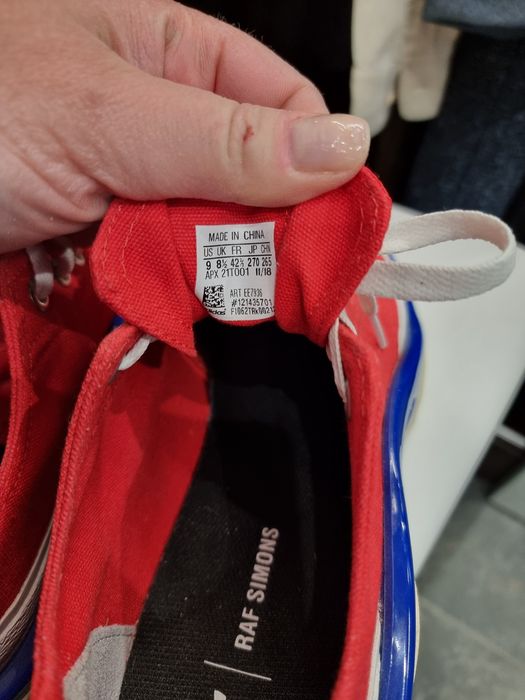 MADE IN CHINA
US UK FR JP CHN
9 8½ 42⅔ 270 265
APX 21T001 11/18
ART EE7936
#121435701
adidas
RAF SIMONS